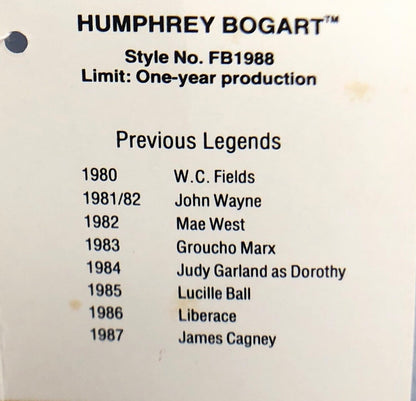 HUMPHREY BOGART™
Style No. FB1988
Limit: One-year production
Previous Legends
1980 W.C. Fields
1981/82 John Wayne
1982 Mae West
1983 Groucho Marx
1984 Judy Garland as Dorothy
1985 Lucille Ball
1986 Liberace
1987 James Cagney